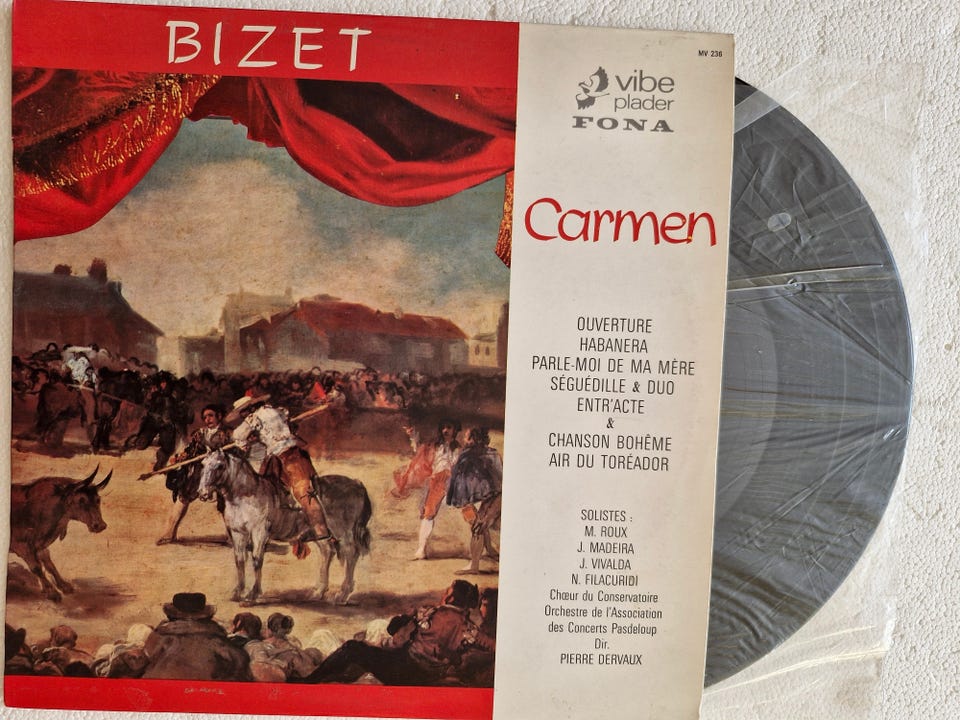 BIZET
MV 236
vibe
plader
FONA
Carmen
OUVERTURE
HABANERA
PARLE-MOI DE MA MÈRE
SÉGUÉDILLE & DUO
ENTR'ACTE
&
CHANSON BOHÊME
AIR DU TORÉADOR
SOLISTES :
M. ROUX
J. MADEIRA
J. VIVALDA
N. FILACURIDI
Chœur du Conservatoire
Orchestre de l'Association
des Concerts Pasdeloup
Dir.
PIERRE DERVAUX